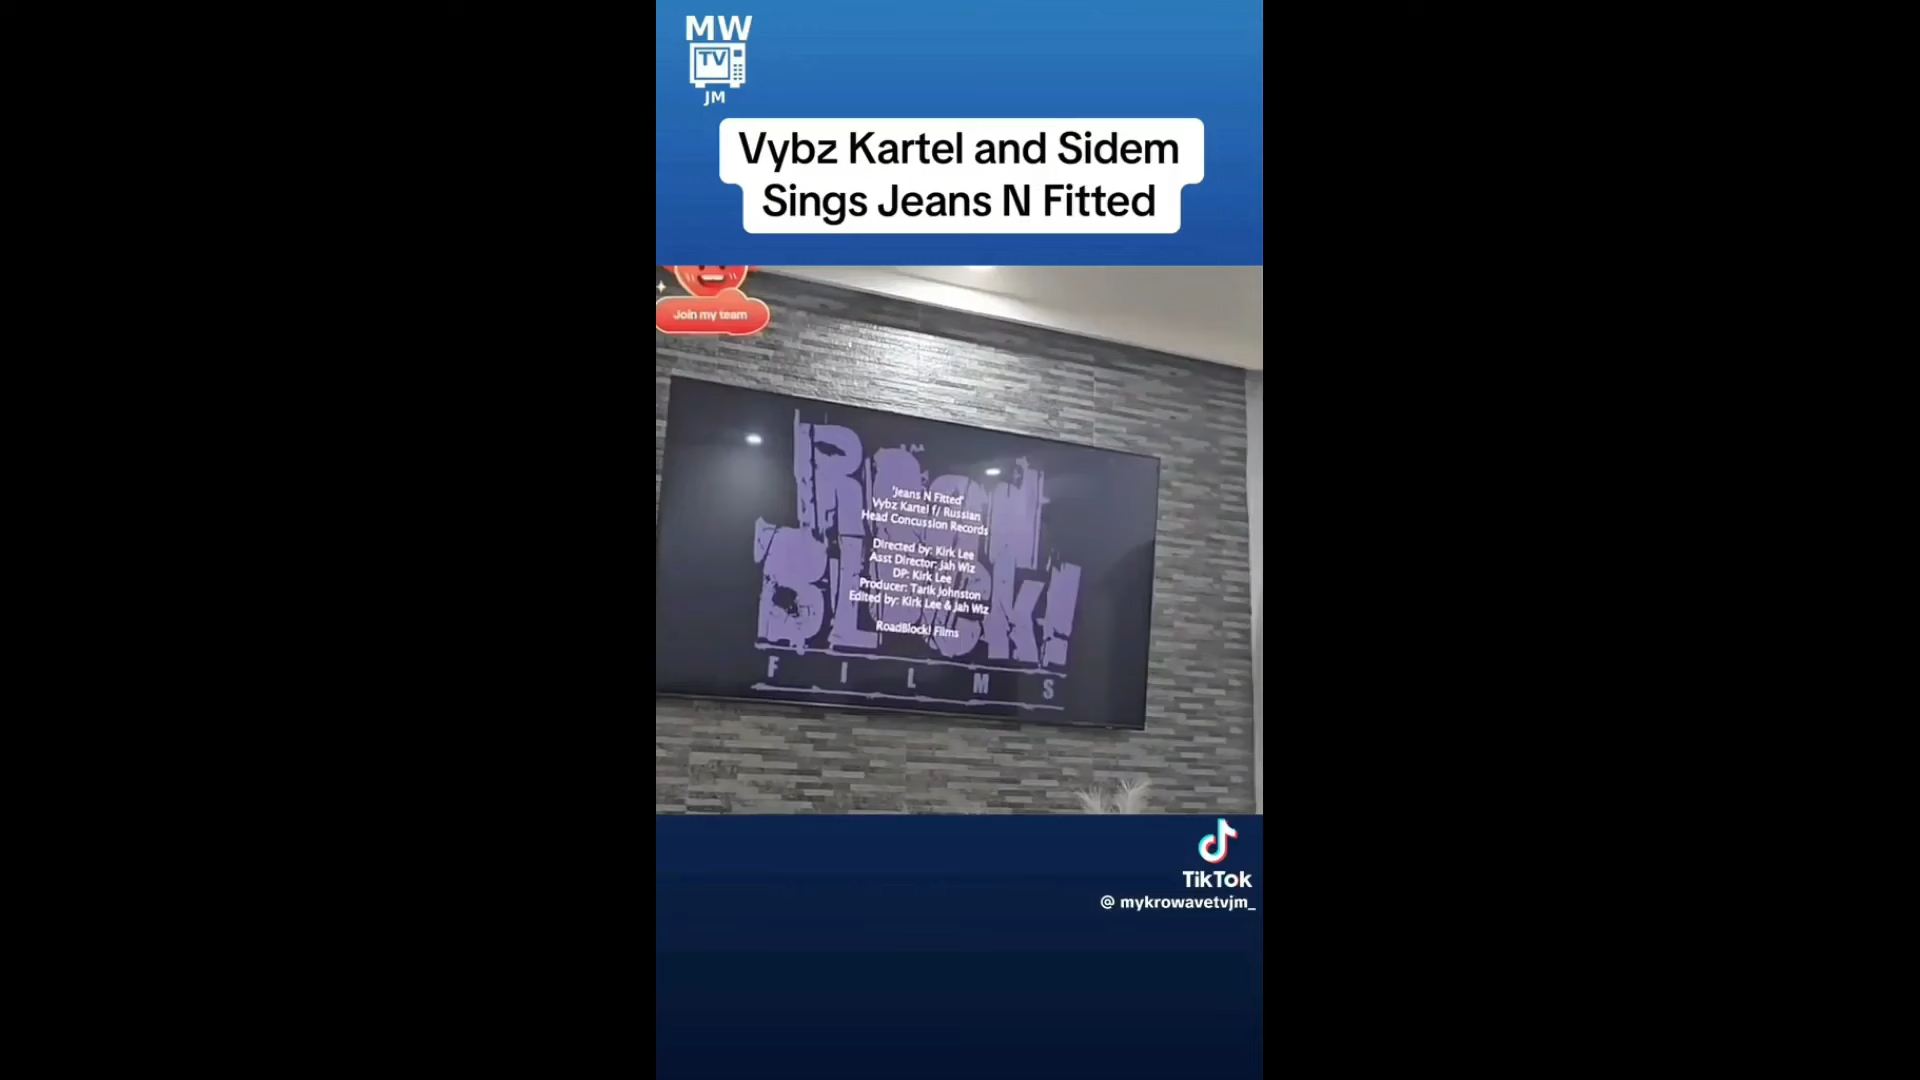 MW
TV
JM
Vybz Kartel and Sidem
Sings Jeans N Fitted
Join my team
Road
Block!
FILMS
'Jeans N Fitted'
Vybz Kartel f/ Russian
Head Concussion Records
Directed by: Kirk Lee
Asst Director: Jah Wiz
DP: Kirk Lee
Producer: Tarik Johnston
Edited by: Kirk Lee & Jah Wiz
RoadBlock! Films
TikTok
@ mykrowavetvjm_